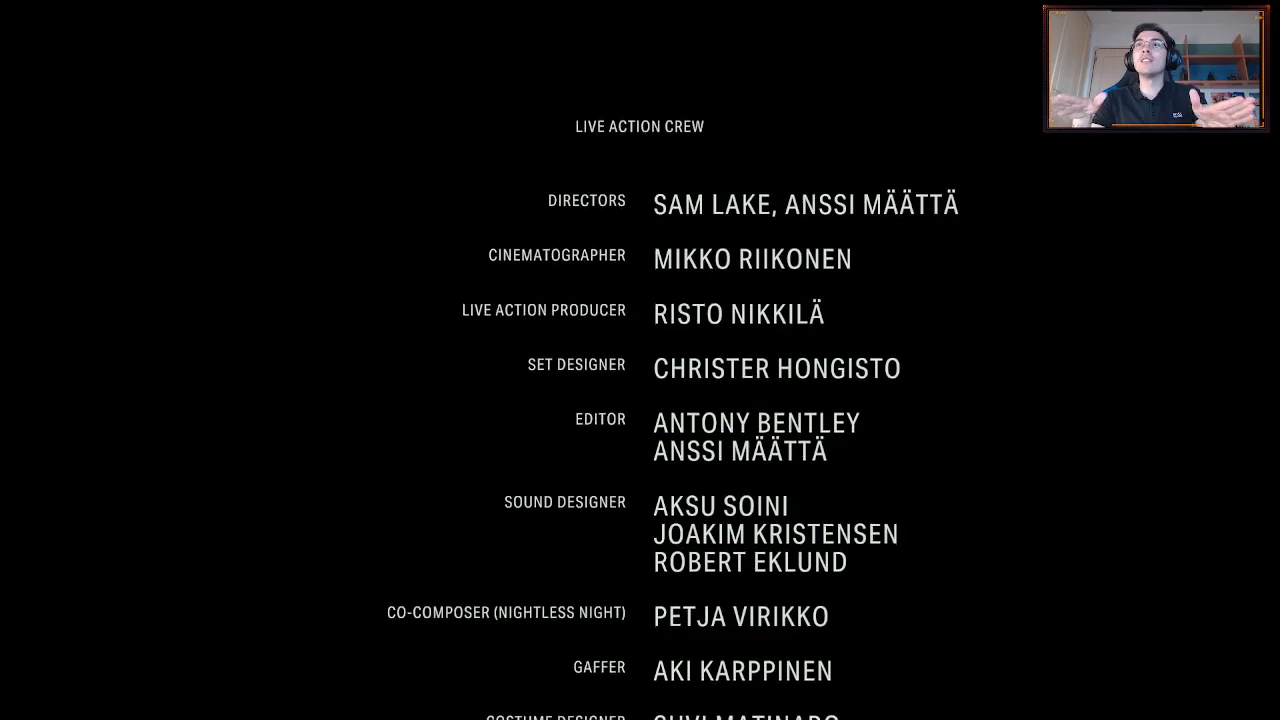 LIVE ACTION CREW
DIRECTORS SAM LAKE, ANSSI MÄÄTTÄ
CINEMATOGRAPHER MIKKO RIIKONEN
LIVE ACTION PRODUCER RISTO NIKKILÄ
SET DESIGNER CHRISTER HONGISTO
EDITOR ANTONY BENTLEY
ANSSI MÄÄTTÄ
SOUND DESIGNER AKSU SOINI
JOAKIM KRISTENSEN
ROBERT EKLUND
CO-COMPOSER (NIGHTLESS NIGHT) PETJA VIRIKKO
GAFFER AKI KARPPINEN
COSTUME DESIGNER